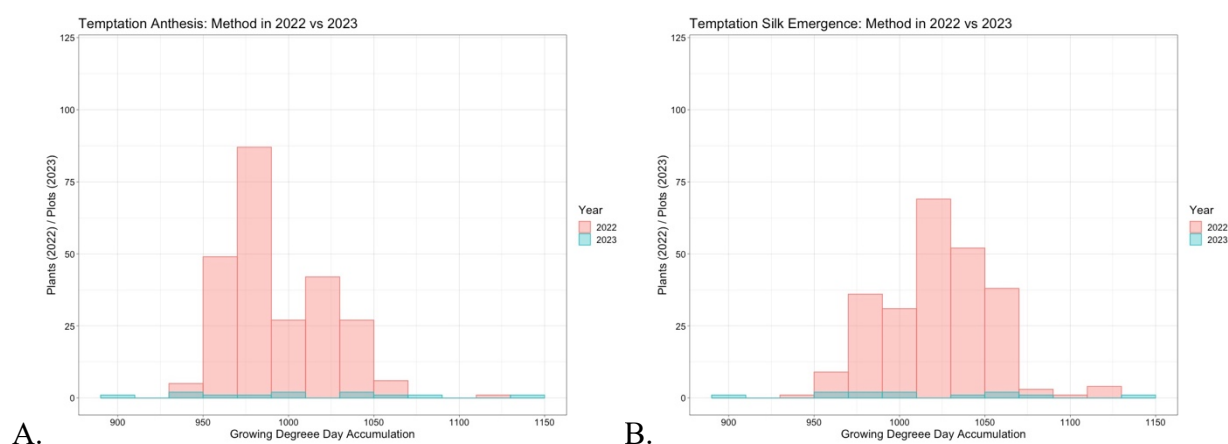 Temptation Anthesis: Method in 2022 vs 2023
125
100
75
50
25
0
Plants (2022) / Plots (2023)
900
950
1000
1050
1100
1150
Growing Degreee Day Accumulation
Year
2022
2023
A.
Temptation Silk Emergence: Method in 2022 vs 2023
125
100
75
50
25
0
Plants (2022) / Plots (2023)
900
950
1000
1050
1100
1150
Growing Degreee Day Accumulation
Year
2022
2023
B.